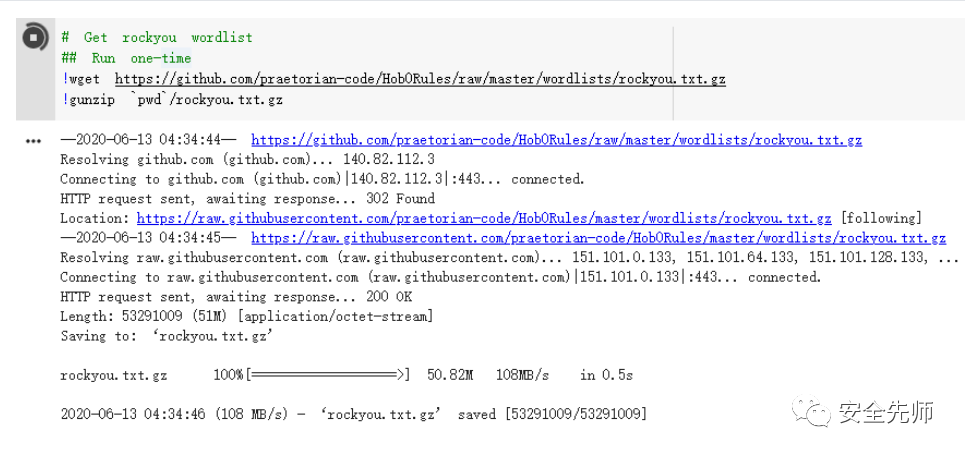 # Get rockyou wordlist
## Run one-time
!wget https://github.com/praetorian-code/Hob0Rules/raw/master/wordlists/rockyou.txt.gz
!gunzip `pwd`/rockyou.txt.gz
--2020-06-13 04:34:44-- https://github.com/praetorian-code/Hob0Rules/raw/master/wordlists/rockyou.txt.gz
Resolving github.com (github.com)... 140.82.112.3
Connecting to github.com (github.com)|140.82.112.3|:443... connected.
HTTP request sent, awaiting response... 302 Found
Location: https://raw.githubusercontent.com/praetorian-code/Hob0Rules/master/wordlists/rockyou.txt.gz [following]
--2020-06-13 04:34:45-- https://raw.githubusercontent.com/praetorian-code/Hob0Rules/master/wordlists/rockyou.txt.gz
Resolving raw.githubusercontent.com (raw.githubusercontent.com)... 151.101.0.133, 151.101.64.133, 151.101.128.133, ...
Connecting to raw.githubusercontent.com (raw.githubusercontent.com)|151.101.0.133|:443... connected.
HTTP request sent, awaiting response... 200 OK
Length: 53291009 (51M) [application/octet-stream]
Saving to: ‘rockyou.txt.gz’
rockyou.txt.gz 100%[===================>] 50.82M 108MB/s in 0.5s
2020-06-13 04:34:46 (108 MB/s) - ‘rockyou.txt.gz’ saved [53291009/53291009]
安全先师